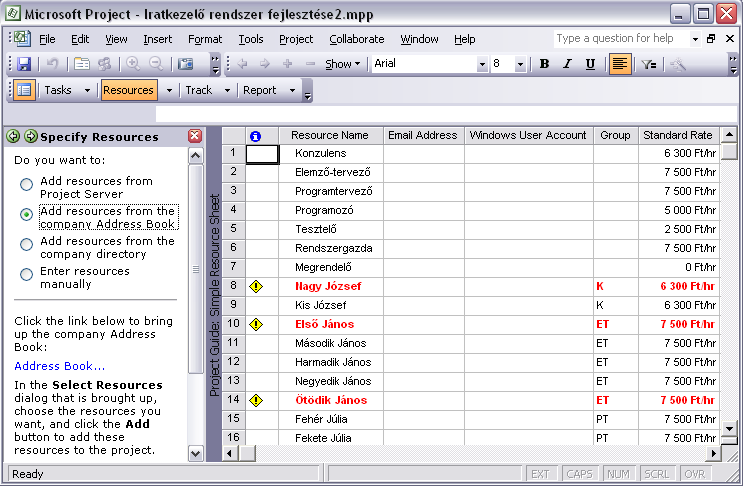 Microsoft Project - Iratkezelő rendszer fejlesztése2.mpp
File Edit View Insert Format Tools Project Collaborate Window Help Type a question for help
Show Arial 8 B I U Y=
Tasks Resources Track Report
Specify Resources
Do you want to:
Add resources from
Project Server
Add resources from the
company Address Book
Add resources from the
company directory
Enter resources
manually
Click the link below to bring
up the company Address
Book:
Address Book...
In the Select Resources
dialog that is brought up,
choose the resources you
want, and click the Add
button to add these
resources to the project.
Project Guide: Simple Resource Sheet
Resource Name Email Address Windows User Account Group Standard Rate
1 Konzulens 6 300 Ft/hr
2 Elemző-tervező 7 500 Ft/hr
3 Programtervező 7 500 Ft/hr
4 Programozó 5 000 Ft/hr
5 Tesztelő 2 500 Ft/hr
6 Rendszergazda 7 500 Ft/hr
7 Megrendelő 0 Ft/hr
8 Nagy József K 6 300 Ft/hr
9 Kis József K 6 300 Ft/hr
10 Első János ET 7 500 Ft/hr
11 Második János ET 7 500 Ft/hr
12 Harmadik János ET 7 500 Ft/hr
13 Negyedik János ET 7 500 Ft/hr
14 Ötödik János ET 7 500 Ft/hr
15 Fehér Júlia PT 7 500 Ft/hr
16 Fekete Júlia PT 7 500 Ft/hr
Ready EXT CAPS NUM SCRL OVR